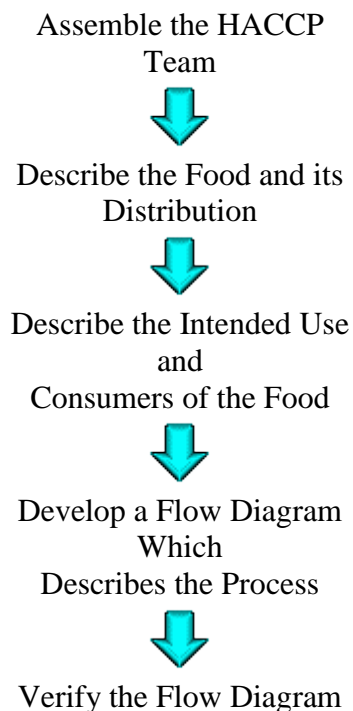 Assemble the HACCP
Team
Describe the Food and its
Distribution
Describe the Intended Use
and
Consumers of the Food
Develop a Flow Diagram
Which
Describes the Process
Verify the Flow Diagram